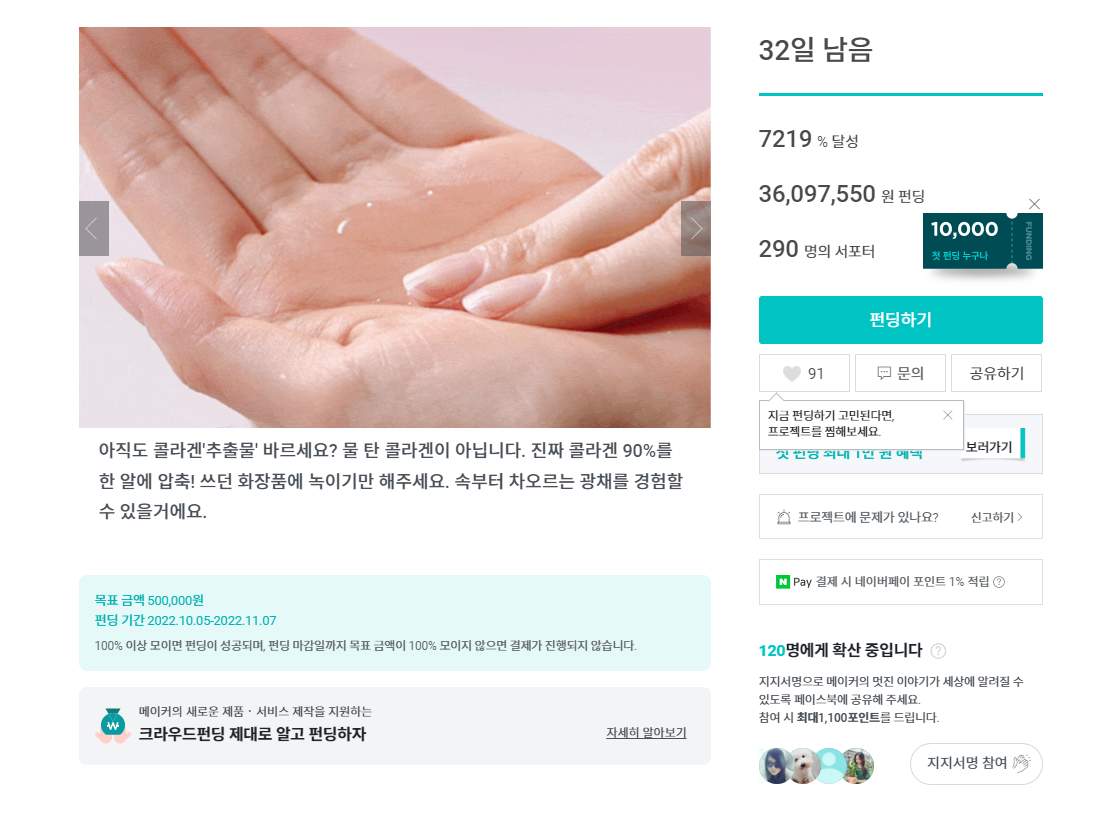 32일 남음
7219 % 달성
36,097,550 원 펀딩
290 명의 서포터
10,000
첫 펀딩 누구나
FUNDING
펀딩하기
91
문의
공유하기
지금 펀딩하기 고민된다면,
프로젝트를 찜해보세요.
첫 펀딩 최대 1만 원 혜택
보러가기
프로젝트에 문제가 있나요?
신고하기
N Pay 결제 시 네이버페이 포인트 1% 적립 ?
120명에게 확산 중입니다 ?
지지서명으로 메이커의 멋진 이야기가 세상에 알려질 수
있도록 페이스북에 공유해 주세요.
참여 시 최대1,100포인트를 드립니다.
지지서명 참여
아직도 콜라겐'추출물' 바르세요? 물 탄 콜라겐이 아닙니다. 진짜 콜라겐 90%를
한 알에 압축! 쓰던 화장품에 녹이기만 해주세요. 속부터 차오르는 광채를 경험할
수 있을거에요.
목표 금액 500,000원
펀딩 기간 2022.10.05-2022.11.07
100% 이상 모이면 펀딩이 성공되며, 펀딩 마감일까지 목표 금액이 100% 모이지 않으면 결제가 진행되지 않습니다.
메이커의 새로운 제품・서비스 제작을 지원하는
크라우드펀딩 제대로 알고 펀딩하자
자세히 알아보기